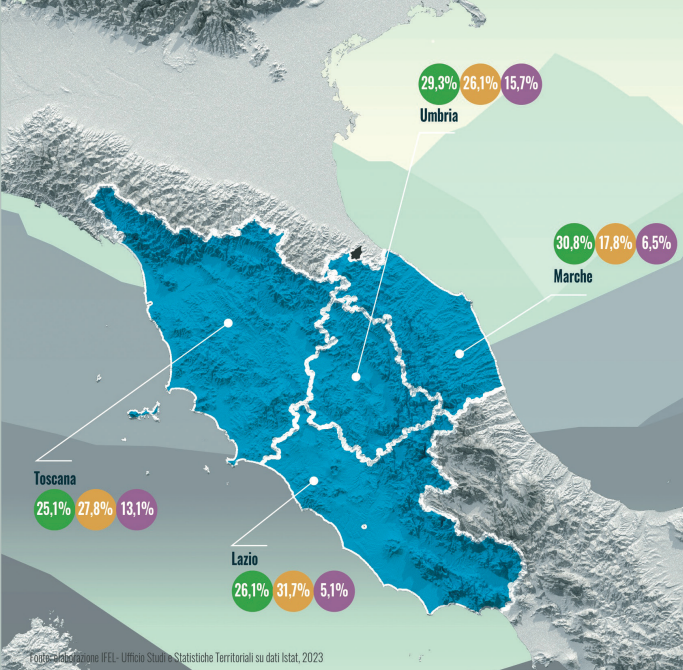 29,3% 26,1% 15,7%
Umbria
30,8% 17,8% 6,5%
Marche
Toscana
25,1% 27,8% 13,1%
Lazio
26,1% 31,7% 5,1%
Fonte: elaborazione IFEL- Ufficio Studi e Statistiche Territoriali su dati Istat, 2023